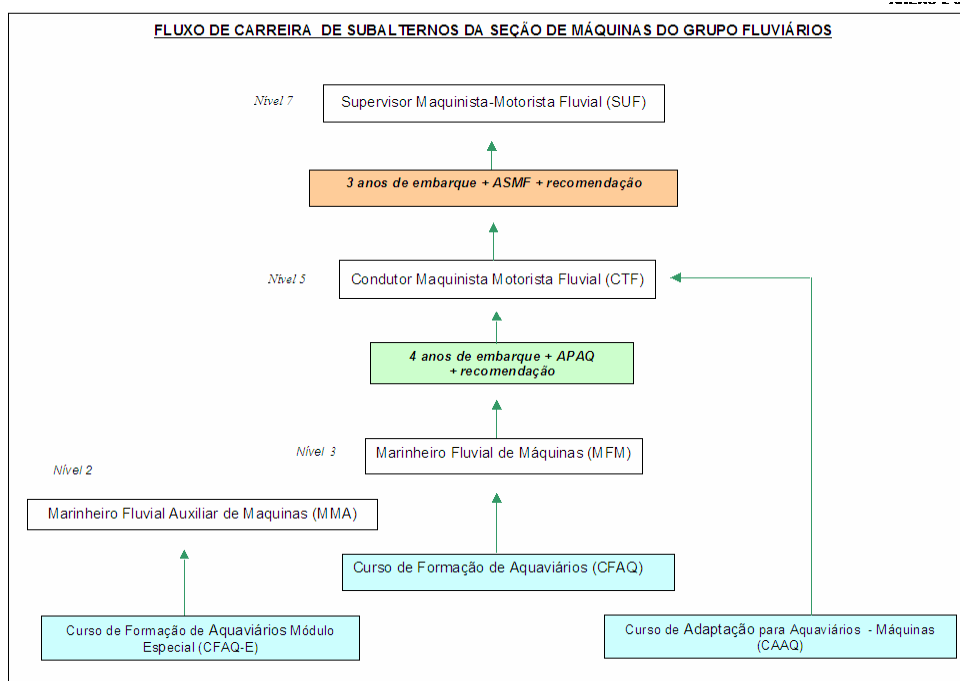 FLUXO DE CARREIRA DE SUBALTERNOS DA SEÇÃO DE MÁQUINAS DO GRUPO FLUVIÁRIOS
Nivel 7
Supervisor Maquinista-Motorista Fluvial (SUF)
3 anos de embarque + ASMF + recomendação
Nivel 5
Condutor Maquinista Motorista Fluvial (CTF)
4 anos de embarque + APAQ
+ recomendação
Nível 3
Marinheiro Fluvial de Máquinas (MFM)
Nível 2
Marinheiro Fluvial Auxiliar de Maquinas (MMA)
Curso de Formação de Aquaviários (CFAQ)
Curso de Formação de Aquaviários Módulo
Especial (CFAQ-E)
Curso de Adaptação para Aquaviários - Máquinas
(CAAQ)